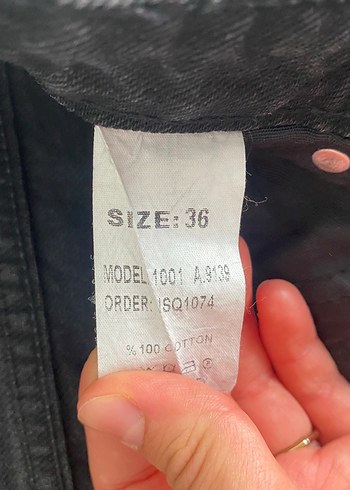 SIZE: 36
MODEL 1001 A.9139
ORDER: ISQ1074
% 100 COTTON